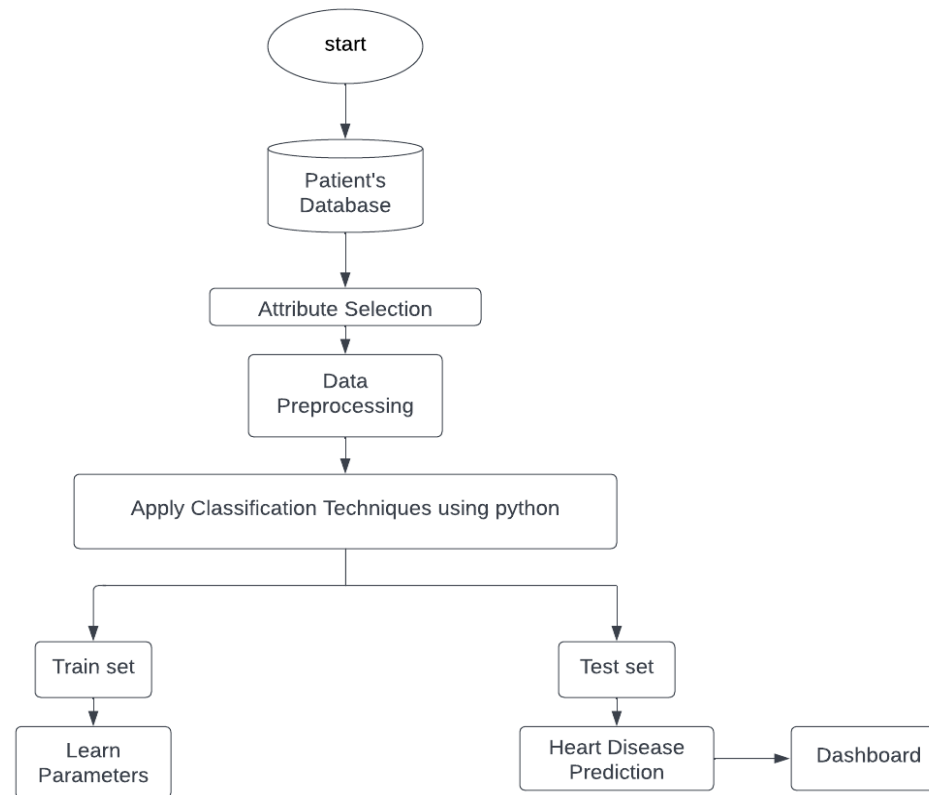 start
Patient's
Database
Attribute Selection
Data
Preprocessing
Apply Classification Techniques using python
Train set
Test set
Learn
Parameters
Heart Disease
Prediction
Dashboard